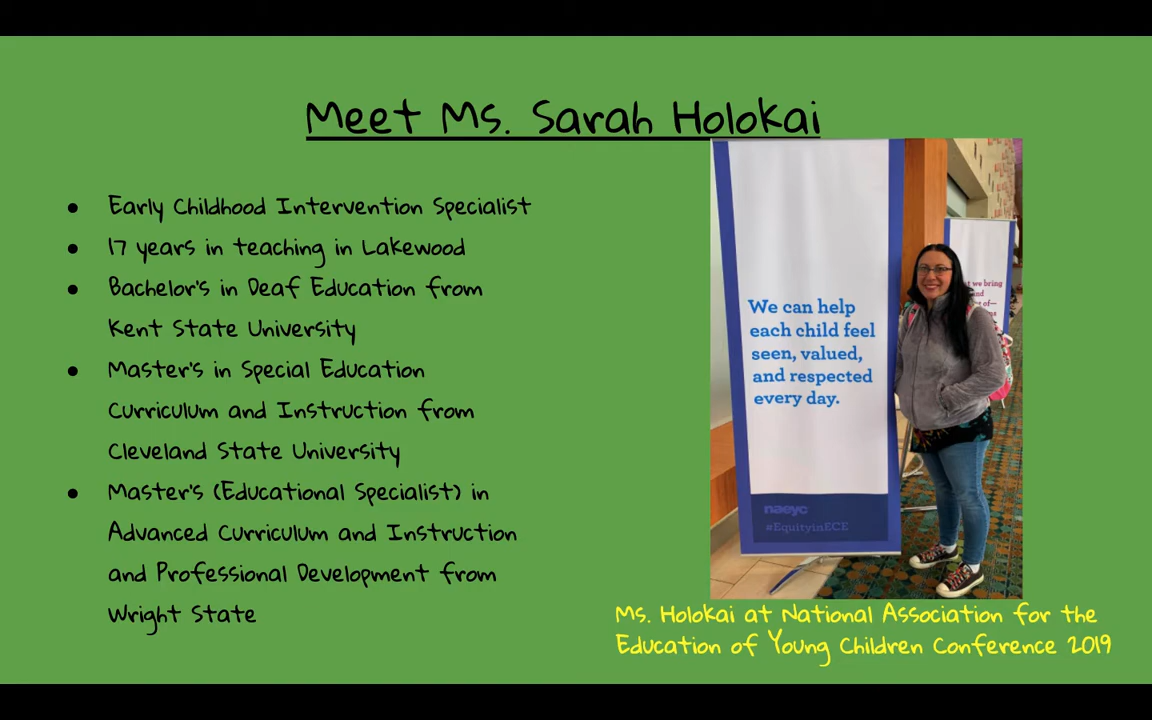 Meet Ms. Sarah Holokai
Early Childhood Intervention Specialist
17 years in teaching in Lakewood
Bachelor's in Deaf Education from
Kent State University
Master's in Special Education
Curriculum and Instruction from
Cleveland State University
Master's (Educational Specialist) in
Advanced Curriculum and Instruction
and Professional Development from
Wright State
We can help
each child feel
seen, valued,
and respected
every day.
naeyc
#EquityinECE
we bring
Ms. Holokai at National Association for the
Education of Young Children Conference 2019